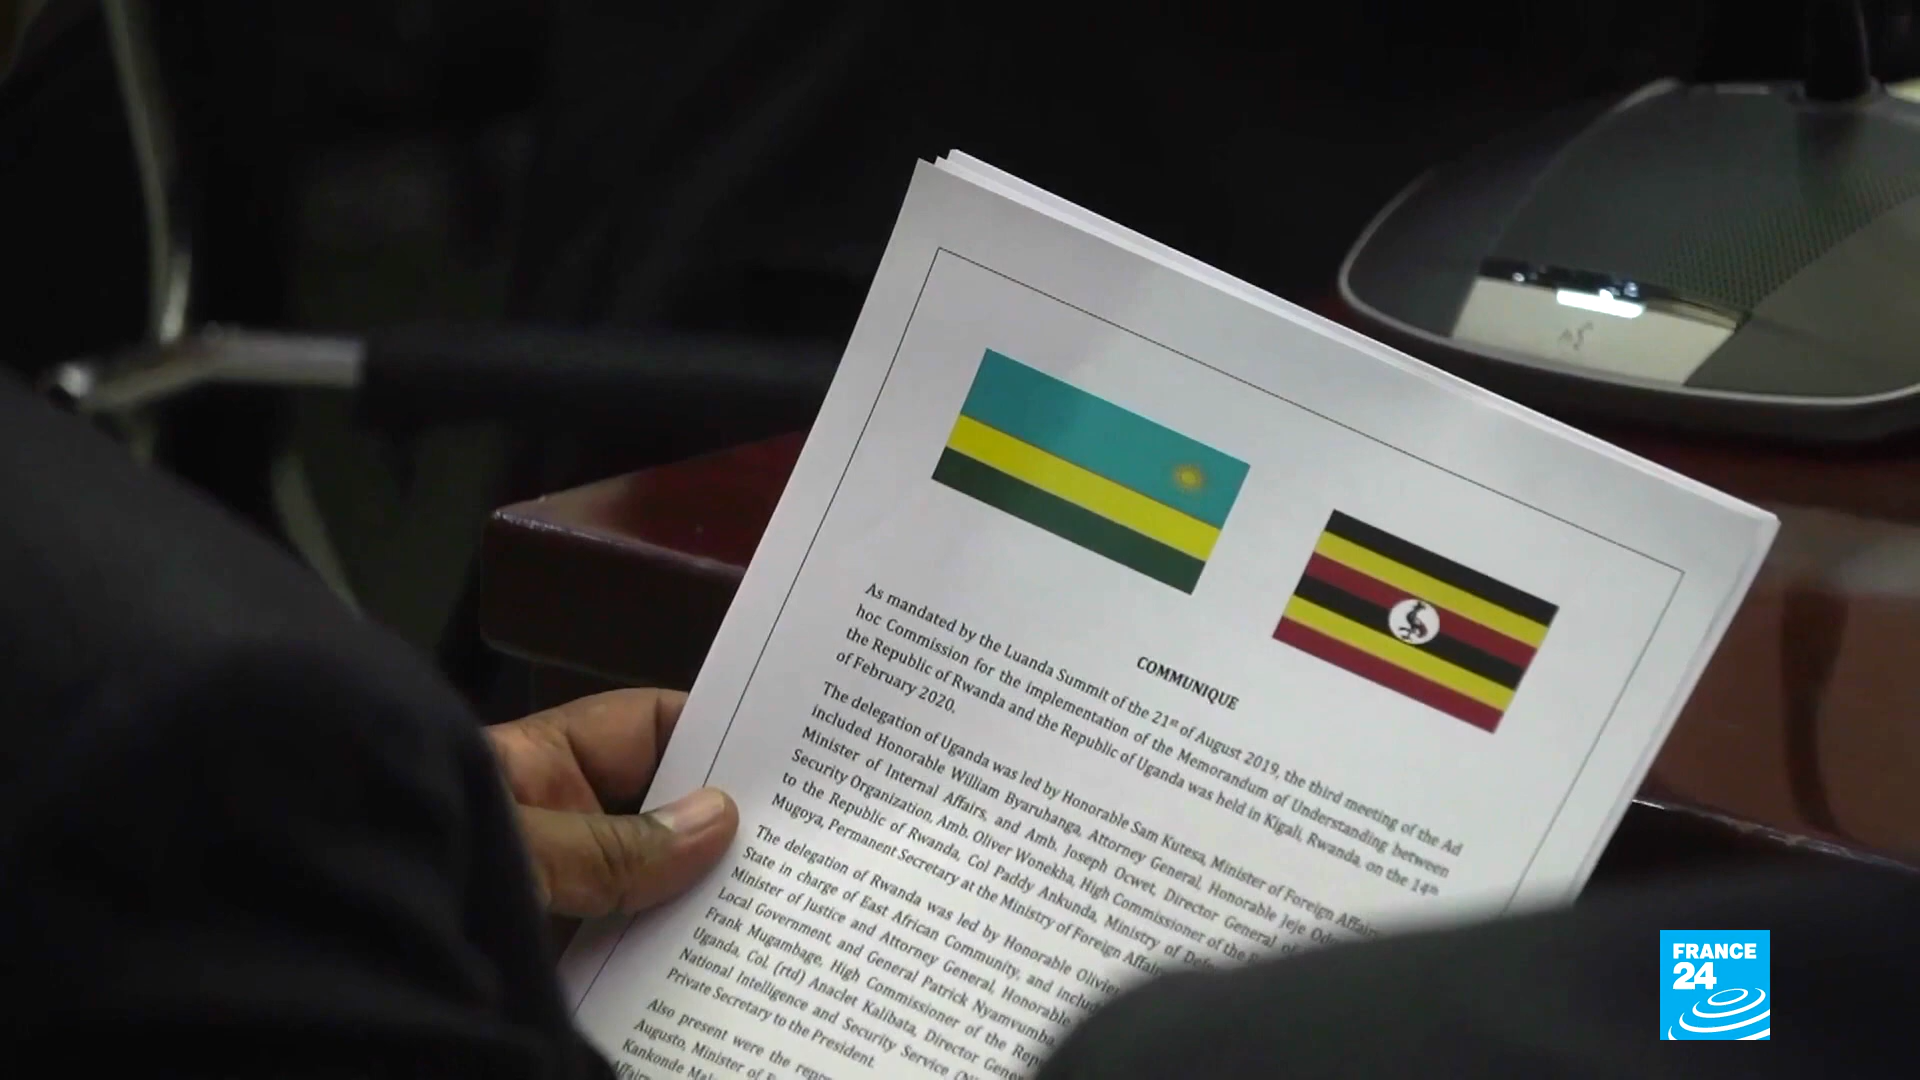 COMMUNIQUE
As mandated by the Luanda Summit of the 21st of August 2019, the third meeting of the Ad
hoc Commission for the implementation of the Memorandum of Understanding between
the Republic of Rwanda and the Republic of Uganda was held in Kigali, Rwanda, on the 14th
of February 2020.
The delegation of Uganda was led by Honorable Sam Kutesa, Minister of Foreign Affairs
included Honorable William Byaruhanga, Attorney General, Honorable Jeje
Minister of Internal Affairs, and Amb. Joseph Ocwet, Director General of
Security Organization, Amb. Oliver Wonekha, High Commissioner of the
to the Republic of Rwanda, Col Paddy Ankunda, Ministry of
Mugoya, Permanent Secretary at the Ministry of Foreign
The delegation of Rwanda was led by Honorable Olivier
State in charge of East African Community, and
Minister of Justice and Attorney General, Honorable
Local Government, and General Patrick Nyamvumba
Frank Mugambage, High Commissioner of the
Uganda, Col. (rtd) Anaclet Kalibata, Director
National Intelligence and Security Service
Private Secretary to the President.
Also present were the
Augusto, Minister of
Kankonde
FRANCE
24